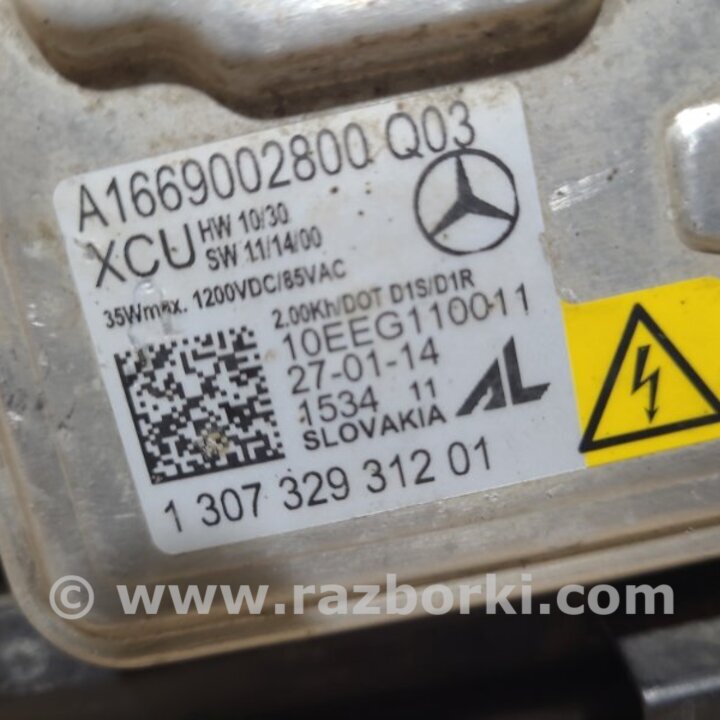 A1669002800 Q03
XCU HW 10/30
SW 11/14/00
35Wmax. 1200VDC/85VAC
2.00Kh/DOT D1S/D1R
10EEG110011
27-01-14
1534 11
SLOVAKIA
AL
1 307 329 312 01
© www.razborki.com